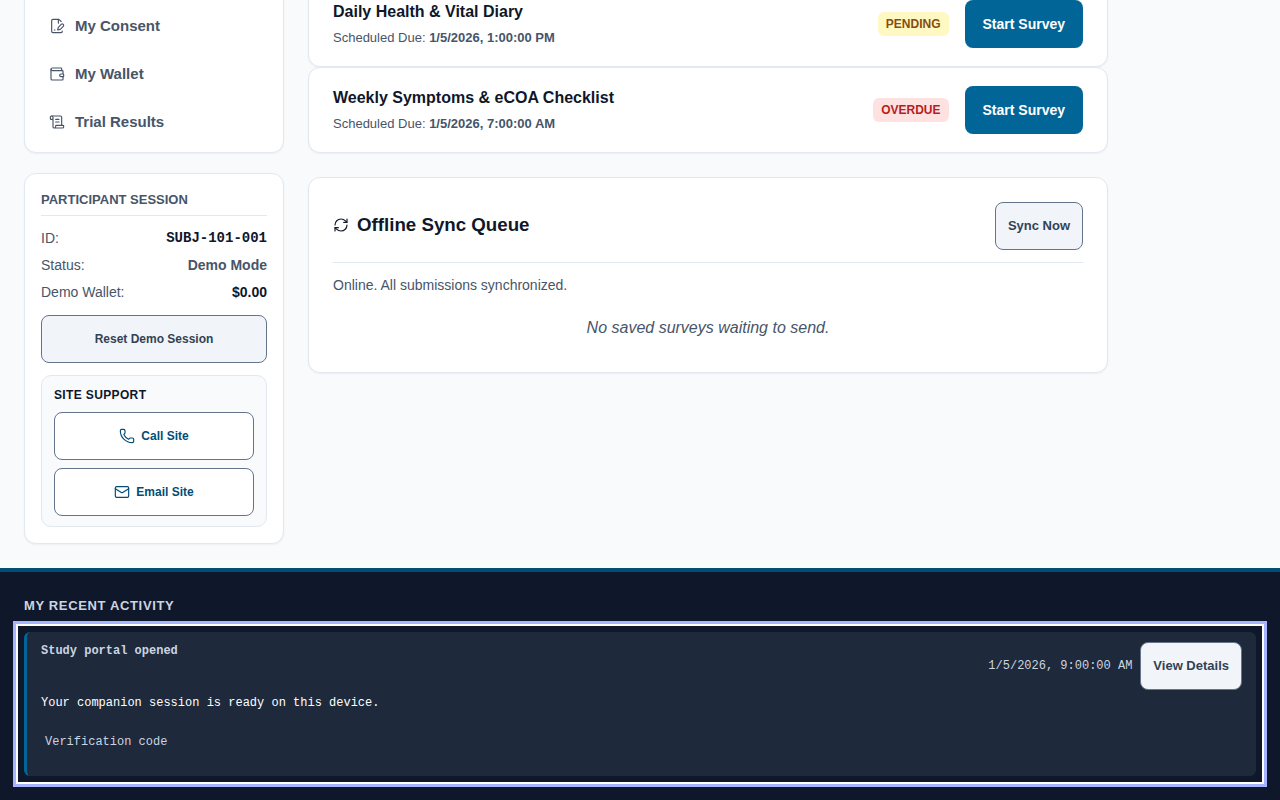 My Consent
My Wallet
Trial Results
PARTICIPANT SESSION
ID: SUBJ-101-001
Status: Demo Mode
Demo Wallet: $0.00
Reset Demo Session
SITE SUPPORT
Call Site
Email Site
Daily Health & Vital Diary
Scheduled Due: 1/5/2026, 1:00:00 PM
PENDING
Start Survey
Weekly Symptoms & eCOA Checklist
Scheduled Due: 1/5/2026, 7:00:00 AM
OVERDUE
Start Survey
Offline Sync Queue
Sync Now
Online. All submissions synchronized.
No saved surveys waiting to send.
MY RECENT ACTIVITY
Study portal opened
1/5/2026, 9:00:00 AM
View Details
Your companion session is ready on this device.
Verification code